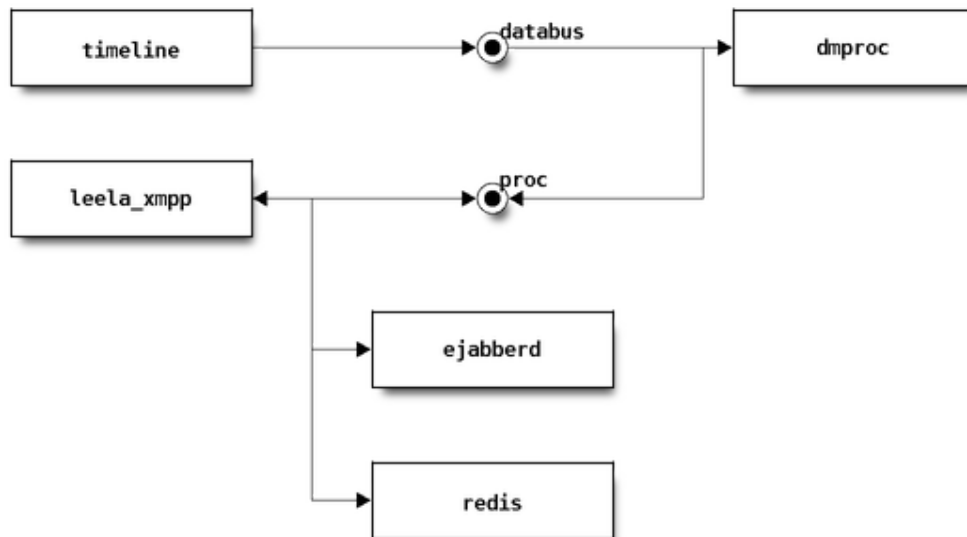 databus
timeline
dmproc
proc
leela_xmpp
ejabberd
redis